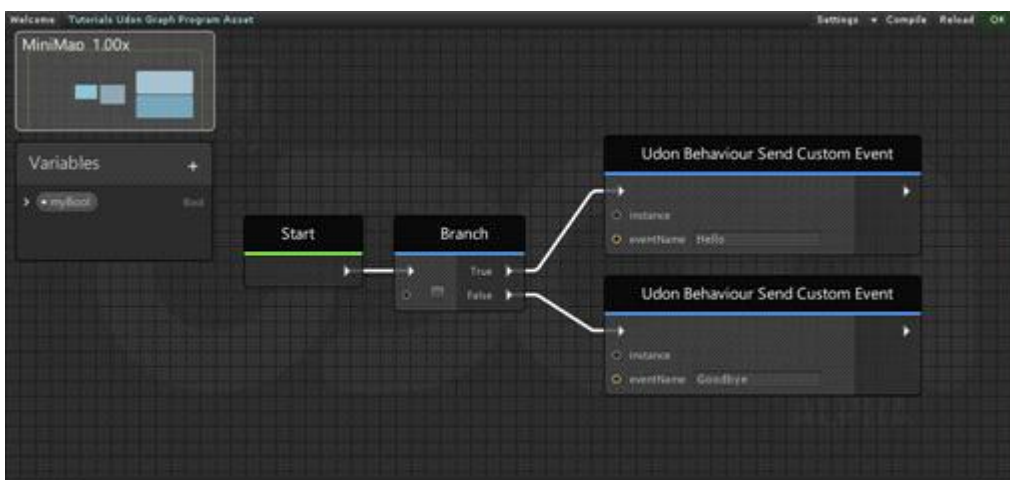 Welcome Tutorials Udon Graph Program Asset Settings Compile Reload OK
MiniMap 1.00x
Variables +
myBool Bool
Start
Branch
True
False
Udon Behaviour Send Custom Event
instance
eventName Hello
Udon Behaviour Send Custom Event
instance
eventName Goodbye